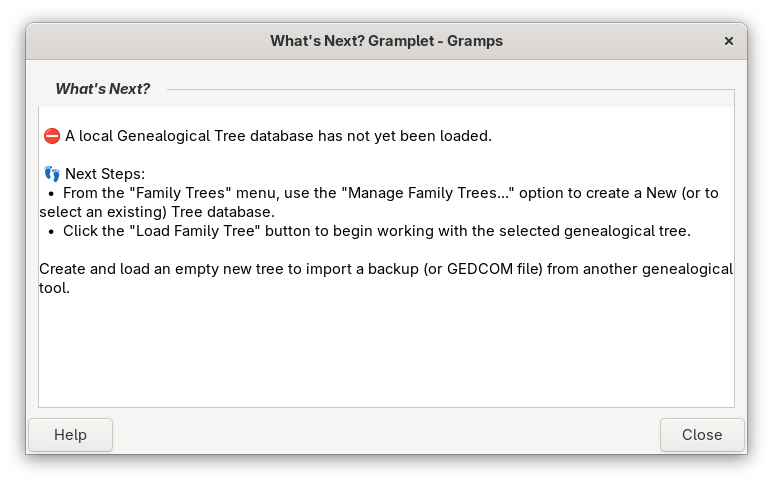 What's Next? Gramplet - Gramps
×
What's Next?
⛔ A local Genealogical Tree database has not yet been loaded.
👣 Next Steps:
• From the "Family Trees" menu, use the "Manage Family Trees..." option to create a New (or to
select an existing) Tree database.
• Click the "Load Family Tree" button to begin working with the selected genealogical tree.
Create and load an empty new tree to import a backup (or GEDCOM file) from another genealogical
tool.
Help
Close